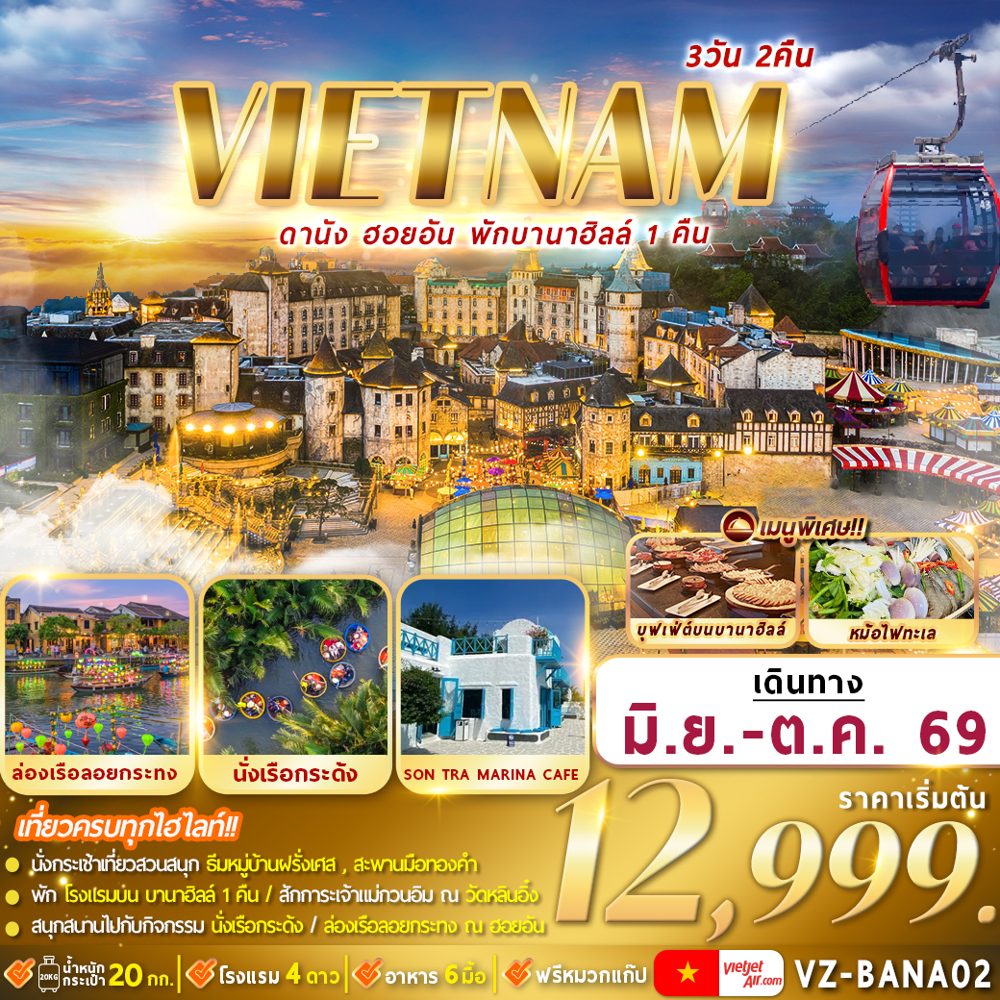 3วัน 2คืน
VIETNAM
ดานัง ฮอยอัน พักบานาฮิลล์ 1 คืน
เมนูพิเศษ!!
บุฟเฟ่ต์บนบานาฮิลล์
หม้อไฟทะเล
ล่องเรือลอยกระทง
นั่งเรือกระด้ง
SON TRA MARINA CAFE
เดินทาง
มิ.ย.-ต.ค. 69
ราคาเริ่มต้น
12,999.
เที่ยวครบทุกไฮไลท์!!
นั่งกระเช้าเที่ยวสวนสนุก ธีมหมู่บ้านฝรั่งเศส , สะพานมือทองคำ
พัก โรงแรมบน บานาฮิลล์ 1 คืน / สักการะเจ้าแม่กวนอิม ณ วัดหลินอึ๋ง
สนุกสนานไปกับกิจกรรม นั่งเรือกระด้ง / ล่องเรือลอยกระทง ณ ฮอยอัน
20KG น้ำหนักกระเป๋า 20 กก.
โรงแรม 4 ดาว
อาหาร 6 มื้อ
ฟรีหมวกแก๊ป
vietjet Air.com
VZ-BANA02